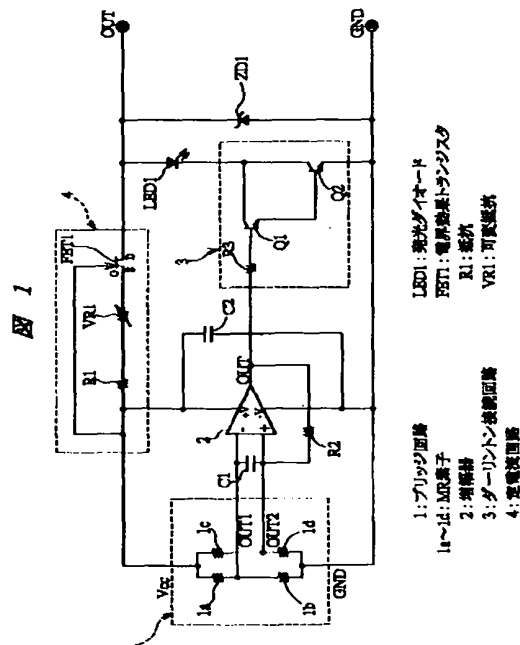 図 1
4
FET1
G
S
D
VR1
R1
OUT
Vcc
1a
1c
OUT1
OUT2
1b
1d
GND
C1
2
-
+
+V
-V
OUT
R2
C2
3
R3
Q1
Q2
LED1
ZD1
GND
1:ブリッジ回路
1a～1d:MR素子
2:増幅器
3:ダーリントン接続回路
4:定電流回路
LED1:発光ダイオード
FET1:電界効果トランジスタ
R1:抵抗
VR1:可変抵抗